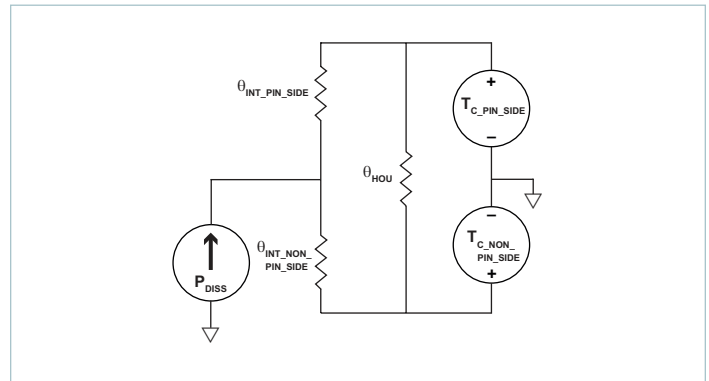 θINT_PIN_SIDE
+
TC_PIN_SIDE
–
θHOU
–
TC_NON_
PIN_SIDE
+
θINT_NON_
PIN_SIDE
PDISS